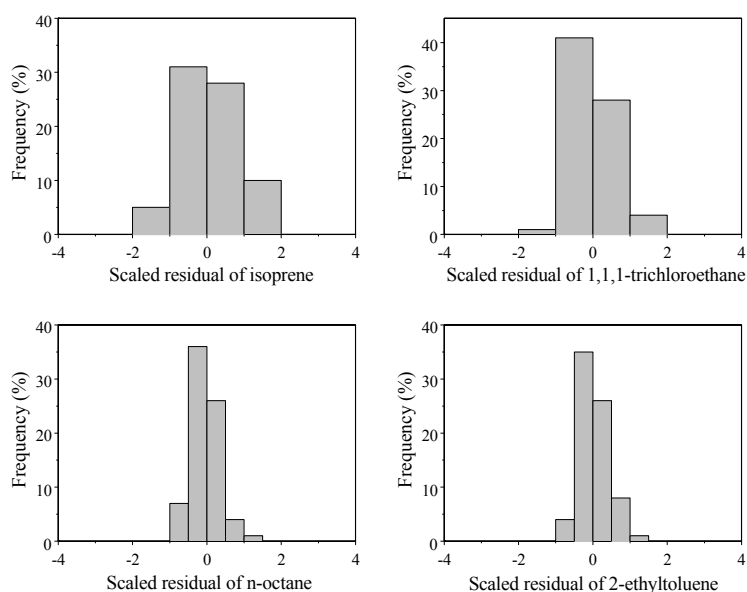 40
30
20
10
0
Frequency (%)
-4 -2 0 2 4
Scaled residual of isoprene
40
30
20
10
0
Frequency (%)
-4 -2 0 2 4
Scaled residual of 1,1,1-trichloroethane
40
30
20
10
0
Frequency (%)
-4 -2 0 2 4
Scaled residual of n-octane
40
30
20
10
0
Frequency (%)
-4 -2 0 2 4
Scaled residual of 2-ethyltoluene